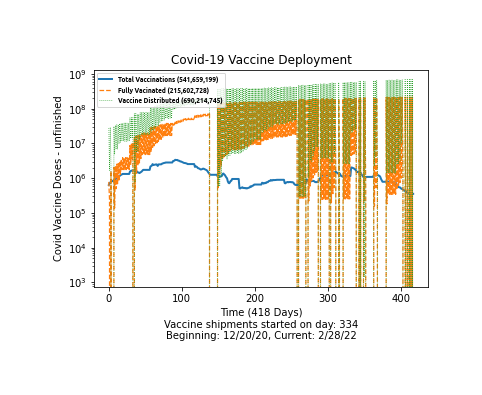 Covid-19 Vaccine Deployment
Total Vaccinations (541,659,199)
Fully Vacinated (215,602,728)
Vaccine Distributed (690,214,745)
Covid Vaccine Doses - unfinished
10⁹
10⁸
10⁷
10⁶
10⁵
10⁴
10³
0 100 200 300 400
Time (418 Days)
Vaccine shipments started on day: 334
Beginning: 12/20/20, Current: 2/28/22